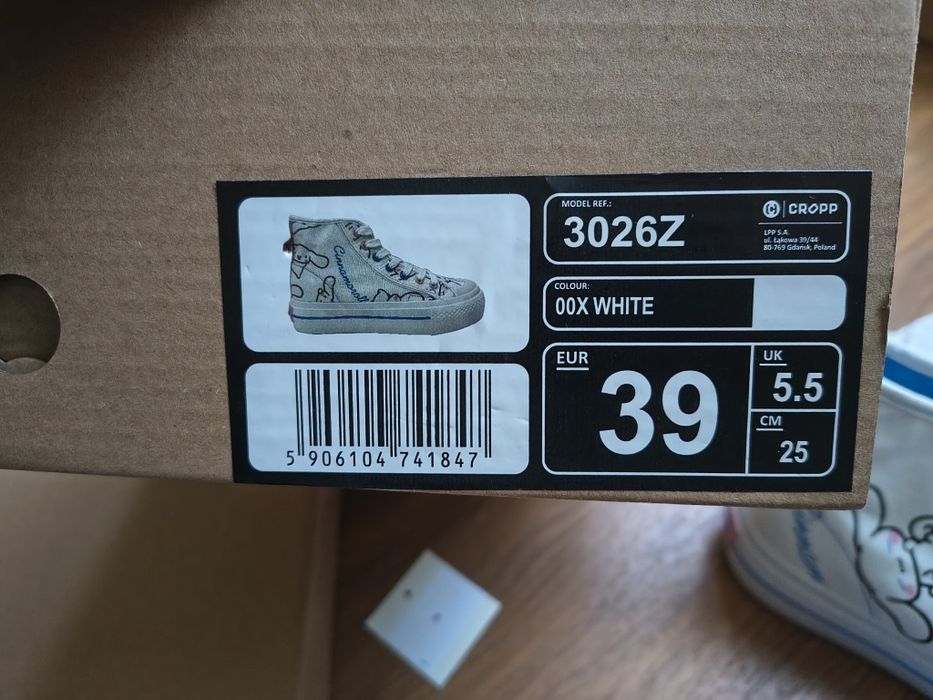 Cinnamoroll
5 906104 741847
MODEL REF.:
3026Z
C CROPP
LPP S.A.
ul. Łąkowa 39/44
80-769 Gdańsk, Poland
COLOUR:
00X WHITE
EUR
39
UK
5.5
CM
25